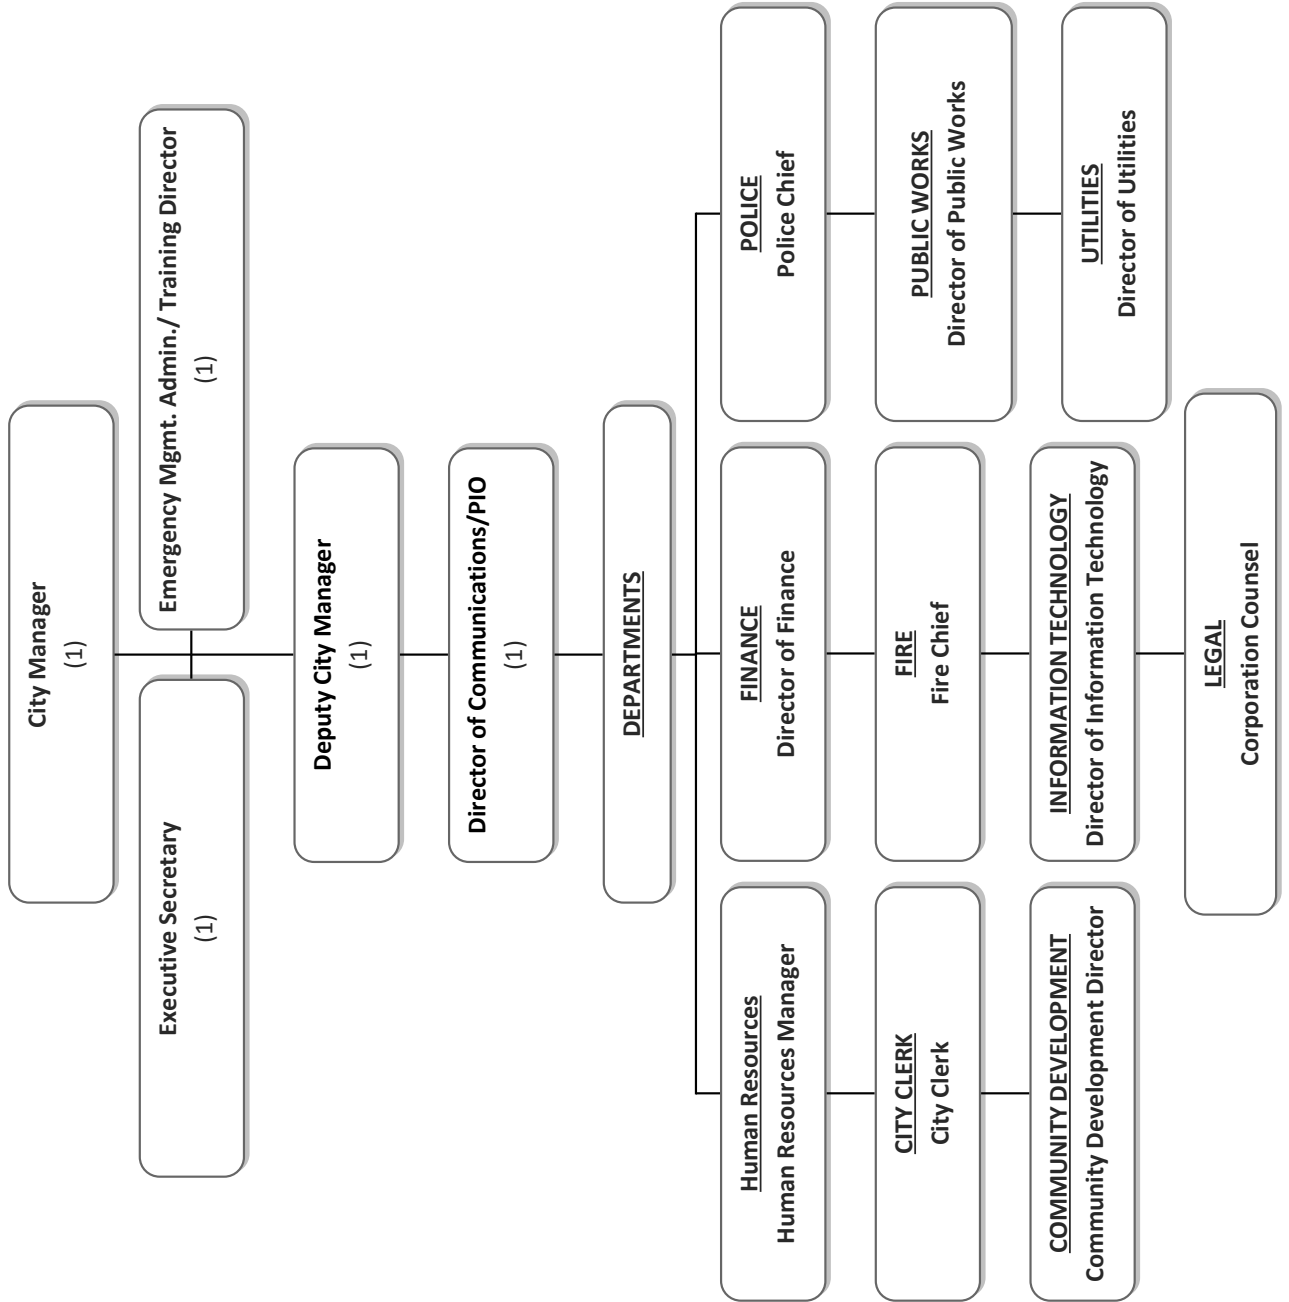 City Manager
(1)
Executive Secretary
(1)
Emergency Mgmt. Admin./ Training Director
(1)
Deputy City Manager
(1)
Director of Communications/PIO
(1)
DEPARTMENTS
Human Resources
Human Resources Manager
FINANCE
Director of Finance
POLICE
Police Chief
CITY CLERK
City Clerk
FIRE
Fire Chief
PUBLIC WORKS
Director of Public Works
COMMUNITY DEVELOPMENT
Community Development Director
INFORMATION TECHNOLOGY
Director of Information Technology
UTILITIES
Director of Utilities
LEGAL
Corporation Counsel